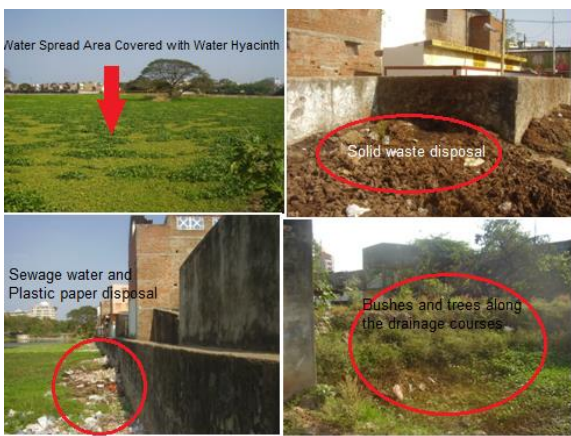 Water Spread Area Covered with Water Hyacinth
Solid waste disposal
Sewage water and
Plastic paper disposal
Bushes and trees along
the drainage courses